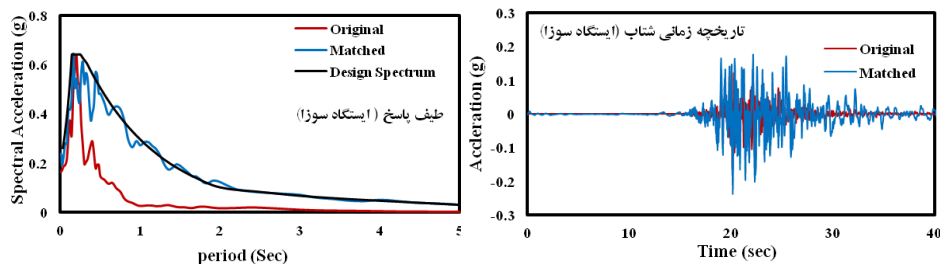 Spectral Acceleration (g)
0.8
0.6
0.4
0.2
0
Original
Matched
Design Spectrum
طیف پاسخ ( ایستگاه سوزا)
0 1 2 3 4 5
period (Sec)
Accleration (g)
0.3
0.2
0.1
0
-0.1
-0.2
-0.3
تاریخچه زمانی شتاب (ایستگاه سوزا)
Original
Matched
0 10 20 30 40
Time (sec)